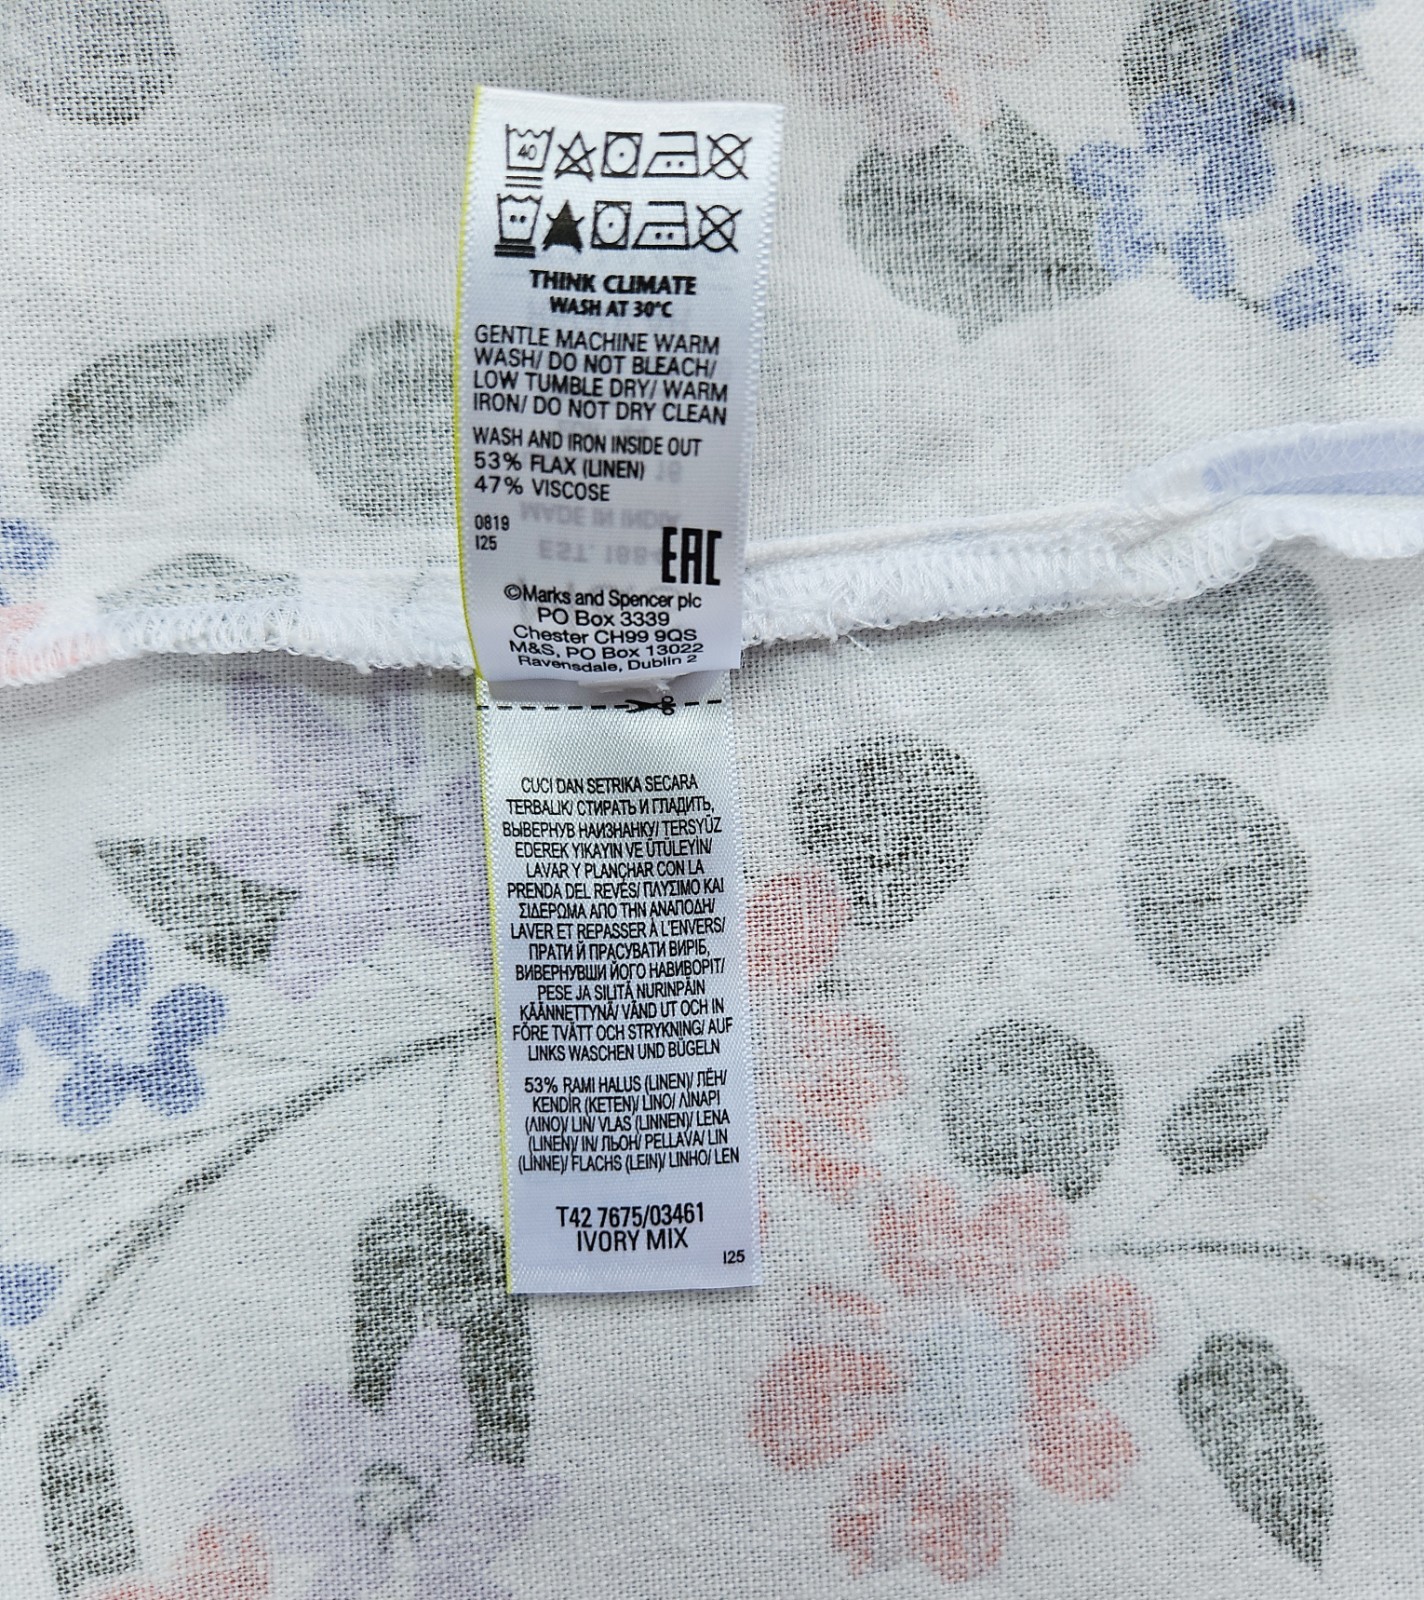 40
THINK CLIMATE
WASH AT 30°C
GENTLE MACHINE WARM
WASH/ DO NOT BLEACH/
LOW TUMBLE DRY/ WARM
IRON/ DO NOT DRY CLEAN
WASH AND IRON INSIDE OUT
53% FLAX (LINEN)
47% VISCOSE
0819
I25
EAC
©Marks and Spencer plc
PO Box 3339
Chester CH99 9QS
M&S, PO Box 13022
Ravensdale, Dublin 2
CUCI DAN SETRIKA SECARA
TERBALIK/ СТИРАТЬ И ГЛАДИТЬ,
ВЫВЕРНУВ НАИЗНАНКУ/ TERSYÜZ
EDEREK YIKAYIN VE ÜTÜLEYİN/
LAVAR Y PLANCHAR CON LA
PRENDA DEL REVÉS/ ΠΛΥΣΙΜΟ ΚΑΙ
ΣΙΔΕΡΩΜΑ ΑΠΟ ΤΗΝ ΑΝΑΠΟΔΗ/
LAVER ET REPASSER À L'ENVERS/
ПРАТИ Й ПРАСУВАТИ ВИРІБ,
ВИВЕРНУВШИ ЙОГО НАВИВОРІТ/
PESE JA SILITÄ NURINPÄIN
KÄÄNNETTYNÄ/ VÄND UT OCH IN
FÖRE TVÄTT OCH STRYKNING/ AUF
LINKS WASCHEN UND BÜGELN
53% RAMI HALUS (LINEN)/ ЛЁН/
KENDİR (KETEN)/ LINO/ ΛΙΝΑΡΙ
(ΛΙΝΟ)/ LIN/ VLAS (LINNEN)/ LENA
(LINEN)/ IN/ ЛЬОН/ PELLAVA/ LIN
(LINNE)/ FLACHS (LEIN)/ LINHO/ LEN
T42 7675/03461
IVORY MIX
I25